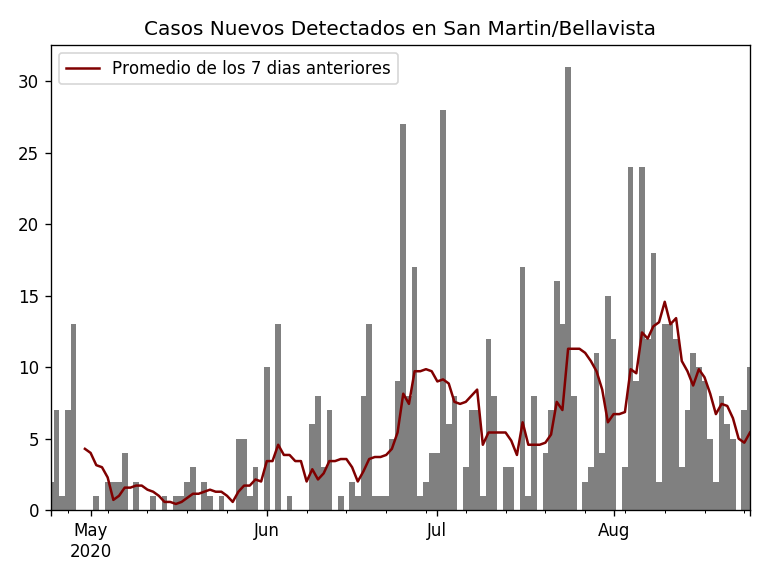 Casos Nuevos Detectados en San Martin/Bellavista
Promedio de los 7 dias anteriores
30
25
20
15
10
5
0
May Jun Jul Aug
2020